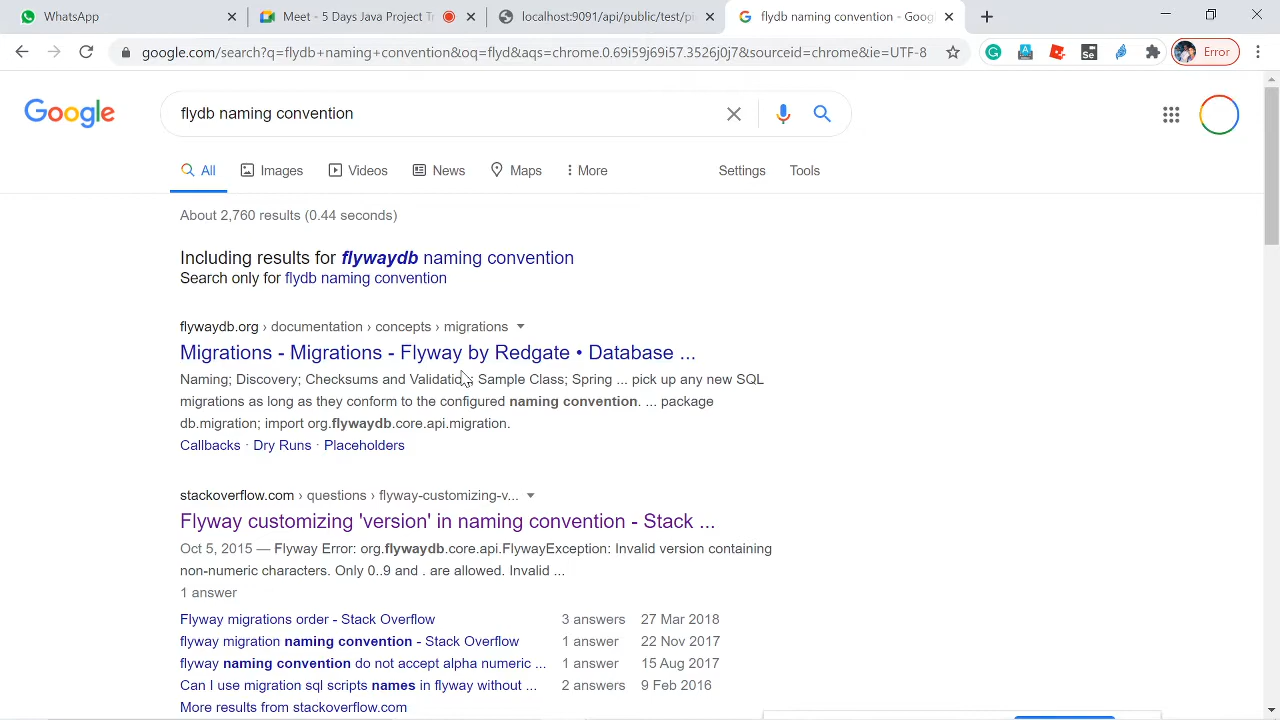 WhatsApp
Meet - 5 Days Java Project Tr
localhost:9091/api/public/test/pi
flydb naming convention - Goog
google.com/search?q=flydb+naming+convention&oq=flyd&aqs=chrome.0.69i59j69i57.3526j0j7&sourceid=chrome&ie=UTF-8
Se
Error
Google
flydb naming convention
All
Images
Videos
News
Maps
More
Settings
Tools
About 2,760 results (0.44 seconds)
Including results for flywaydb naming convention
Search only for flydb naming convention
flywaydb.org › documentation › concepts › migrations
Migrations - Migrations - Flyway by Redgate • Database ...
Naming; Discovery; Checksums and Validation; Sample Class; Spring ... pick up any new SQL
migrations as long as they conform to the configured naming convention. ... package
db.migration; import org.flywaydb.core.api.migration.
Callbacks · Dry Runs · Placeholders
stackoverflow.com › questions › flyway-customizing-v...
Flyway customizing 'version' in naming convention - Stack ...
Oct 5, 2015 — Flyway Error: org.flywaydb.core.api.FlywayException: Invalid version containing
non-numeric characters. Only 0..9 and . are allowed. Invalid ...
1 answer
Flyway migrations order - Stack Overflow 3 answers 27 Mar 2018
flyway migration naming convention - Stack Overflow 1 answer 22 Nov 2017
flyway naming convention do not accept alpha numeric ... 1 answer 15 Aug 2017
Can I use migration sql scripts names in flyway without ... 2 answers 9 Feb 2016
More results from stackoverflow.com